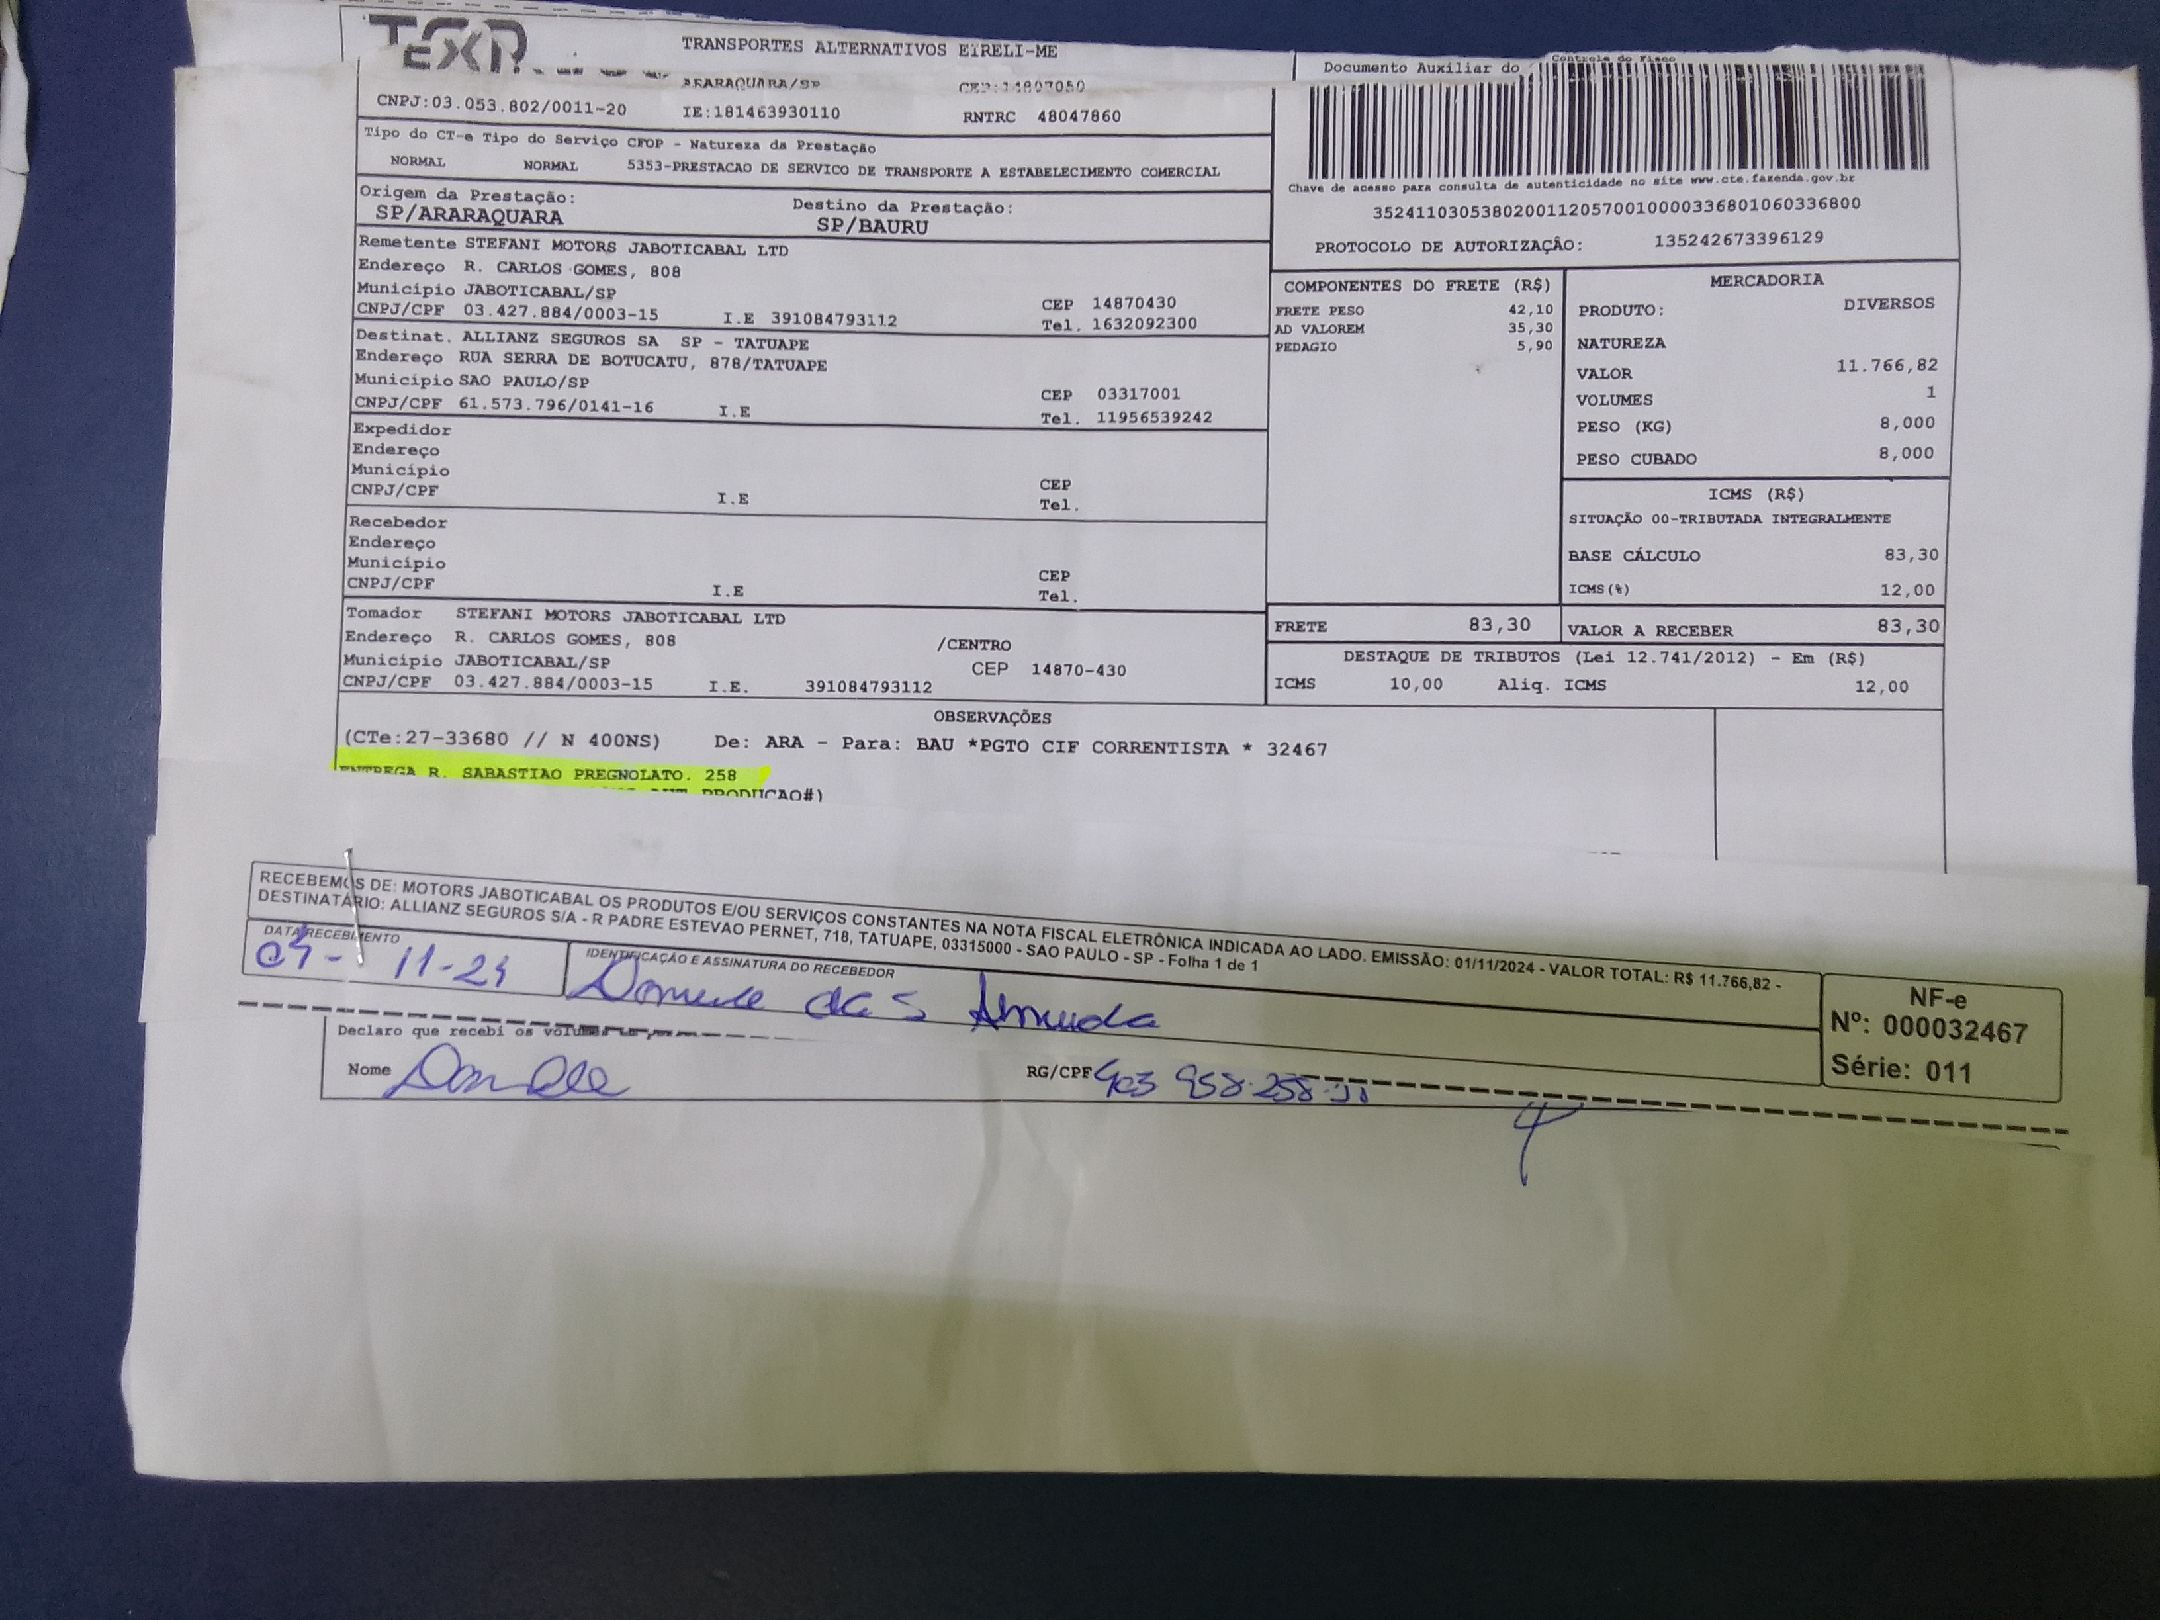 TRANSPORTES ALTERNATIVOS EIRELI-ME
ARARAQUARA/SP CEP:14807050
CNPJ:03.053.802/0011-20 IE:181463930110 RNTRC 48047860
Documento Auxiliar do
Controle do Fisco
Tipo do CT-e Tipo do Serviço CFOP - Natureza da Prestação
NORMAL NORMAL 5353-PRESTACAO DE SERVICO DE TRANSPORTE A ESTABELECIMENTO COMERCIAL
Chave de acesso para consulta de autenticidade no site www.cte.fazenda.gov.br
35241103053802001120570010000336801060336800
PROTOCOLO DE AUTORIZAÇÃO: 135242673396129
Origem da Prestação: Destino da Prestação:
SP/ARARAQUARA SP/BAURU
Remetente STEFANI MOTORS JABOTICABAL LTD
Endereço R. CARLOS GOMES, 808
Município JABOTICABAL/SP CEP 14870430
CNPJ/CPF 03.427.884/0003-15 I.E 391084793112 Tel. 1632092300
Destinat. ALLIANZ SEGUROS SA SP - TATUAPE
Endereço RUA SERRA DE BOTUCATU, 878/TATUAPE
Município SAO PAULO/SP CEP 03317001
CNPJ/CPF 61.573.796/0141-16 I.E Tel. 11956539242
Expedidor
Endereço
Município CEP
CNPJ/CPF I.E Tel.
Recebedor
Endereço
Município CEP
CNPJ/CPF I.E Tel.
Tomador STEFANI MOTORS JABOTICABAL LTD
Endereço R. CARLOS GOMES, 808 /CENTRO
Município JABOTICABAL/SP CEP 14870-430
CNPJ/CPF 03.427.884/0003-15 I.E. 391084793112
COMPONENTES DO FRETE (R$)
FRETE PESO 42,10
AD VALOREM 35,30
PEDAGIO 5,90
FRETE 83,30
MERCADORIA
PRODUTO: DIVERSOS
NATUREZA
VALOR 11.766,82
VOLUMES 1
PESO (KG) 8,000
PESO CUBADO 8,000
ICMS (R$)
SITUAÇÃO 00-TRIBUTADA INTEGRALMENTE
BASE CÁLCULO 83,30
ICMS(%) 12,00
VALOR A RECEBER 83,30
DESTAQUE DE TRIBUTOS (Lei 12.741/2012) - Em (R$)
ICMS 10,00 Aliq. ICMS 12,00
OBSERVAÇÕES
(CTe:27-33680 // N 400NS) De: ARA - Para: BAU *PGTO CIF CORRENTISTA * 32467
ENTREGA R. SABASTIAO PREGNOLATO. 258
PRODUCAO#)
RECEBEMOS DE: MOTORS JABOTICABAL OS PRODUTOS E/OU SERVIÇOS CONSTANTES NA NOTA FISCAL ELETRÔNICA INDICADA AO LADO. EMISSÃO: 01/11/2024 - VALOR TOTAL: R$ 11.766,82 -
DESTINATÁRIO: ALLIANZ SEGUROS S/A - R PADRE ESTEVAO PERNET, 718, TATUAPE, 03315000 - SAO PAULO - SP - Folha 1 de 1
DATA RECEBIMENTO IDENTIFICAÇÃO E ASSINATURA DO RECEBEDOR
11-24
NF-e
Nº: 000032467
Série: 011
Declaro que recebi os
Nome RG/CPF